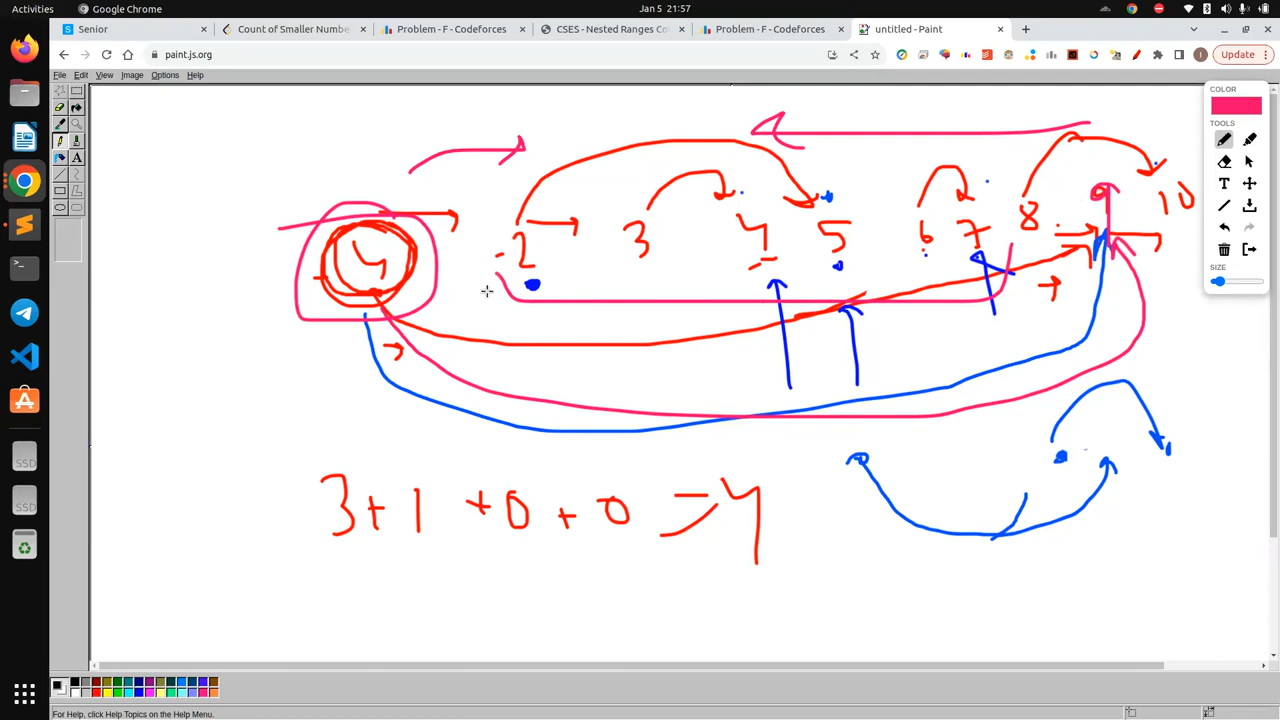 Activities
Google Chrome
Jan 5 21:57
Senior
Count of Smaller Numbe
Problem - F - Codeforces
CSES - Nested Ranges Co
Problem - F - Codeforces
untitled - Paint
paint.js.org
Update
File Edit View Image Options Help
COLOR
TOOLS
SIZE
-4 -2 3 4 5 6 7 8 9 10
3 + 1 + 0 + 0 = 4
SSD
SSD
For Help, click Help Topics on the Help Menu.